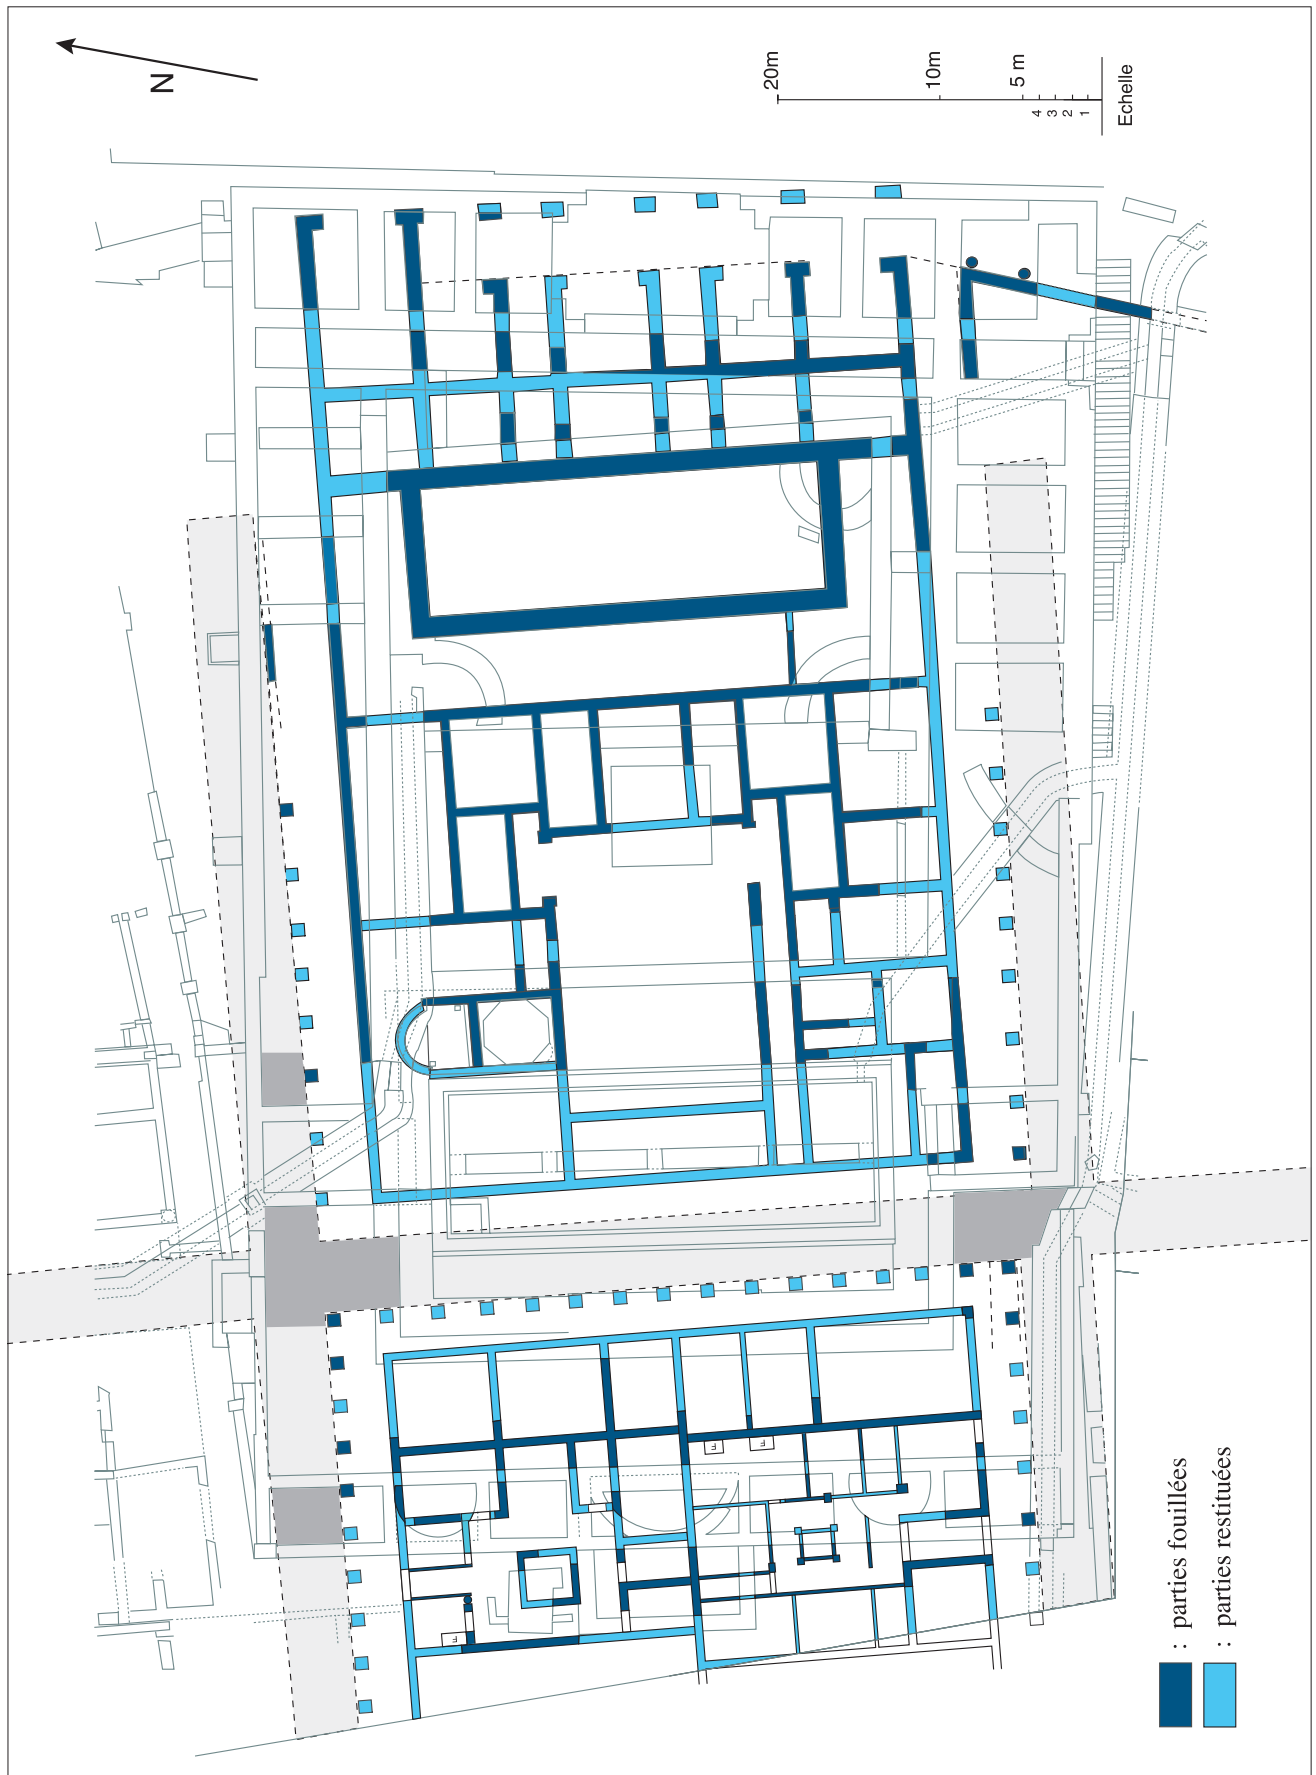 N
20m
10m
5 m
4
3
2
1
Echelle
F
F
F
: parties fouillées
: parties restituées